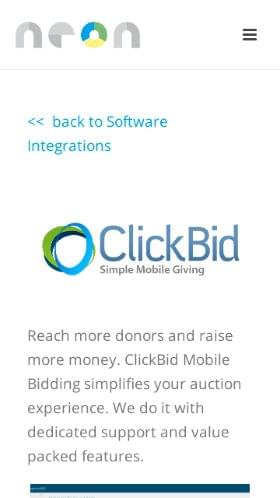 neon
<< back to Software
Integrations
ClickBid
Simple Mobile Giving
Reach more donors and raise
more money. ClickBid Mobile
Bidding simplifies your auction
experience. We do it with
dedicated support and value
packed features.